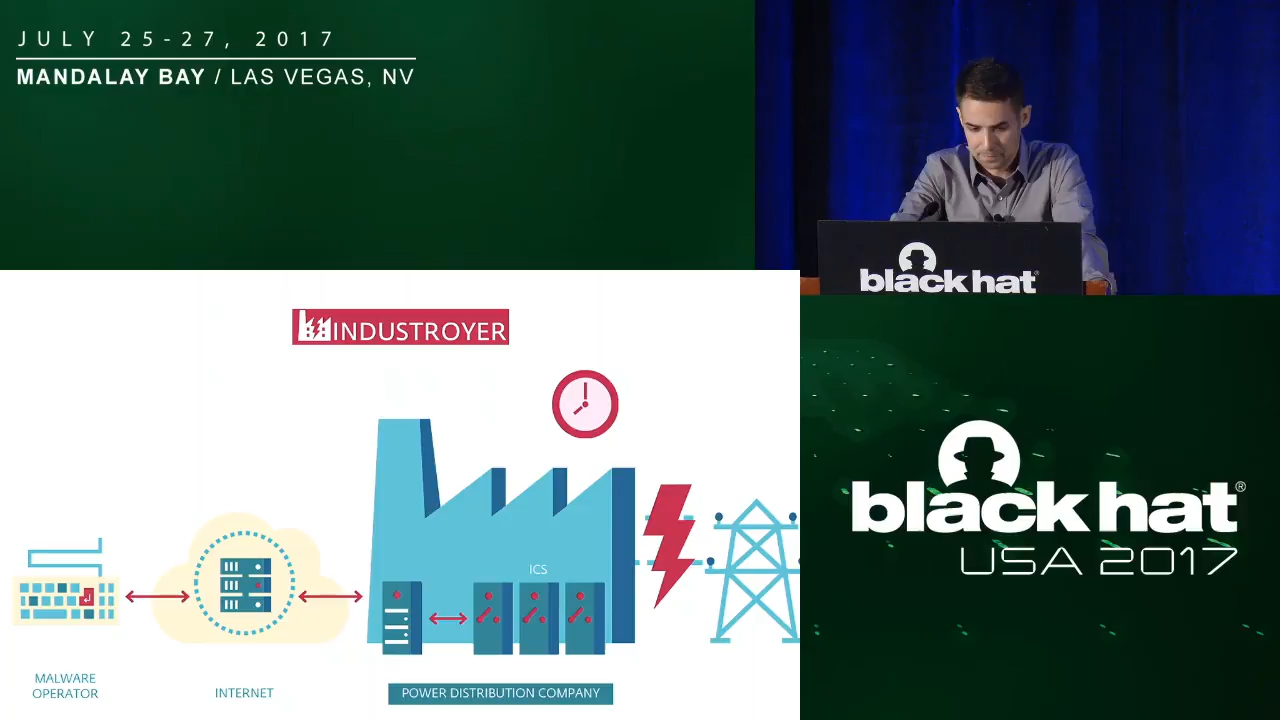 JULY 25-27, 2017
MANDALAY BAY / LAS VEGAS, NV
black hat®
INDUSTROYER
ICS
MALWARE
OPERATOR
INTERNET
POWER DISTRIBUTION COMPANY
black hat®
USA 2017